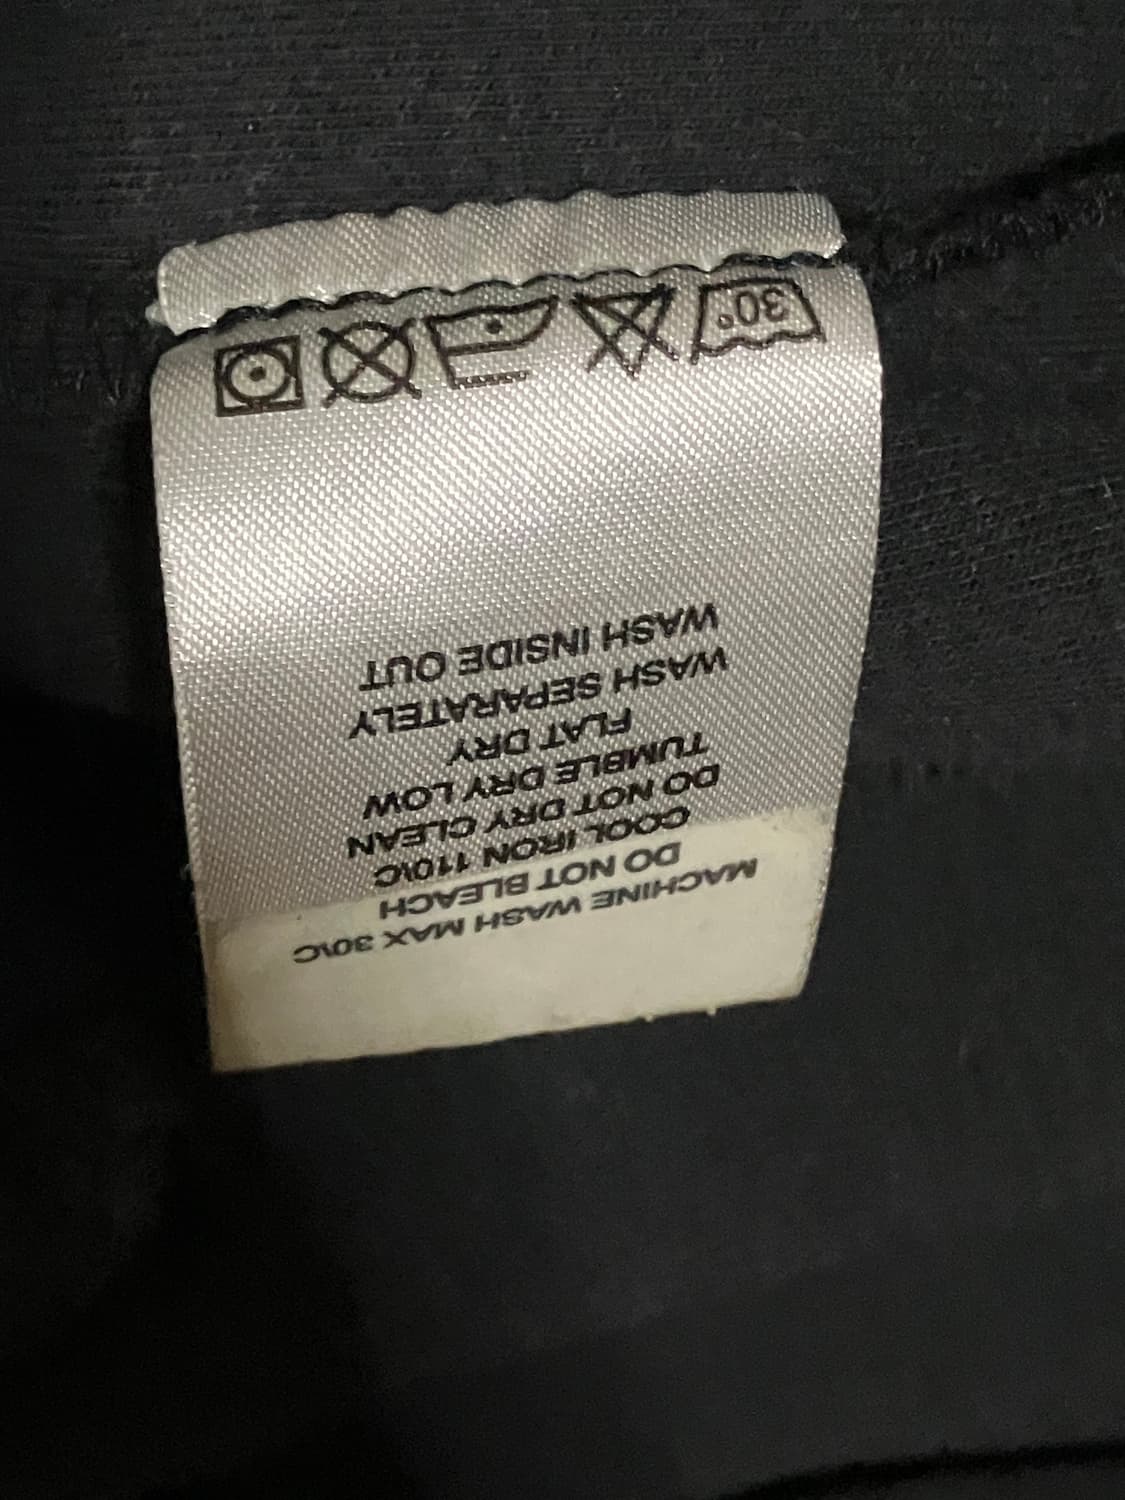 MACHINE WASH MAX 30\C
DO NOT BLEACH
COOL IRON 110\C
DO NOT DRY CLEAN
TUMBLE DRY LOW
FLAT DRY
WASH SEPARATELY
WASH INSIDE OUT
30°